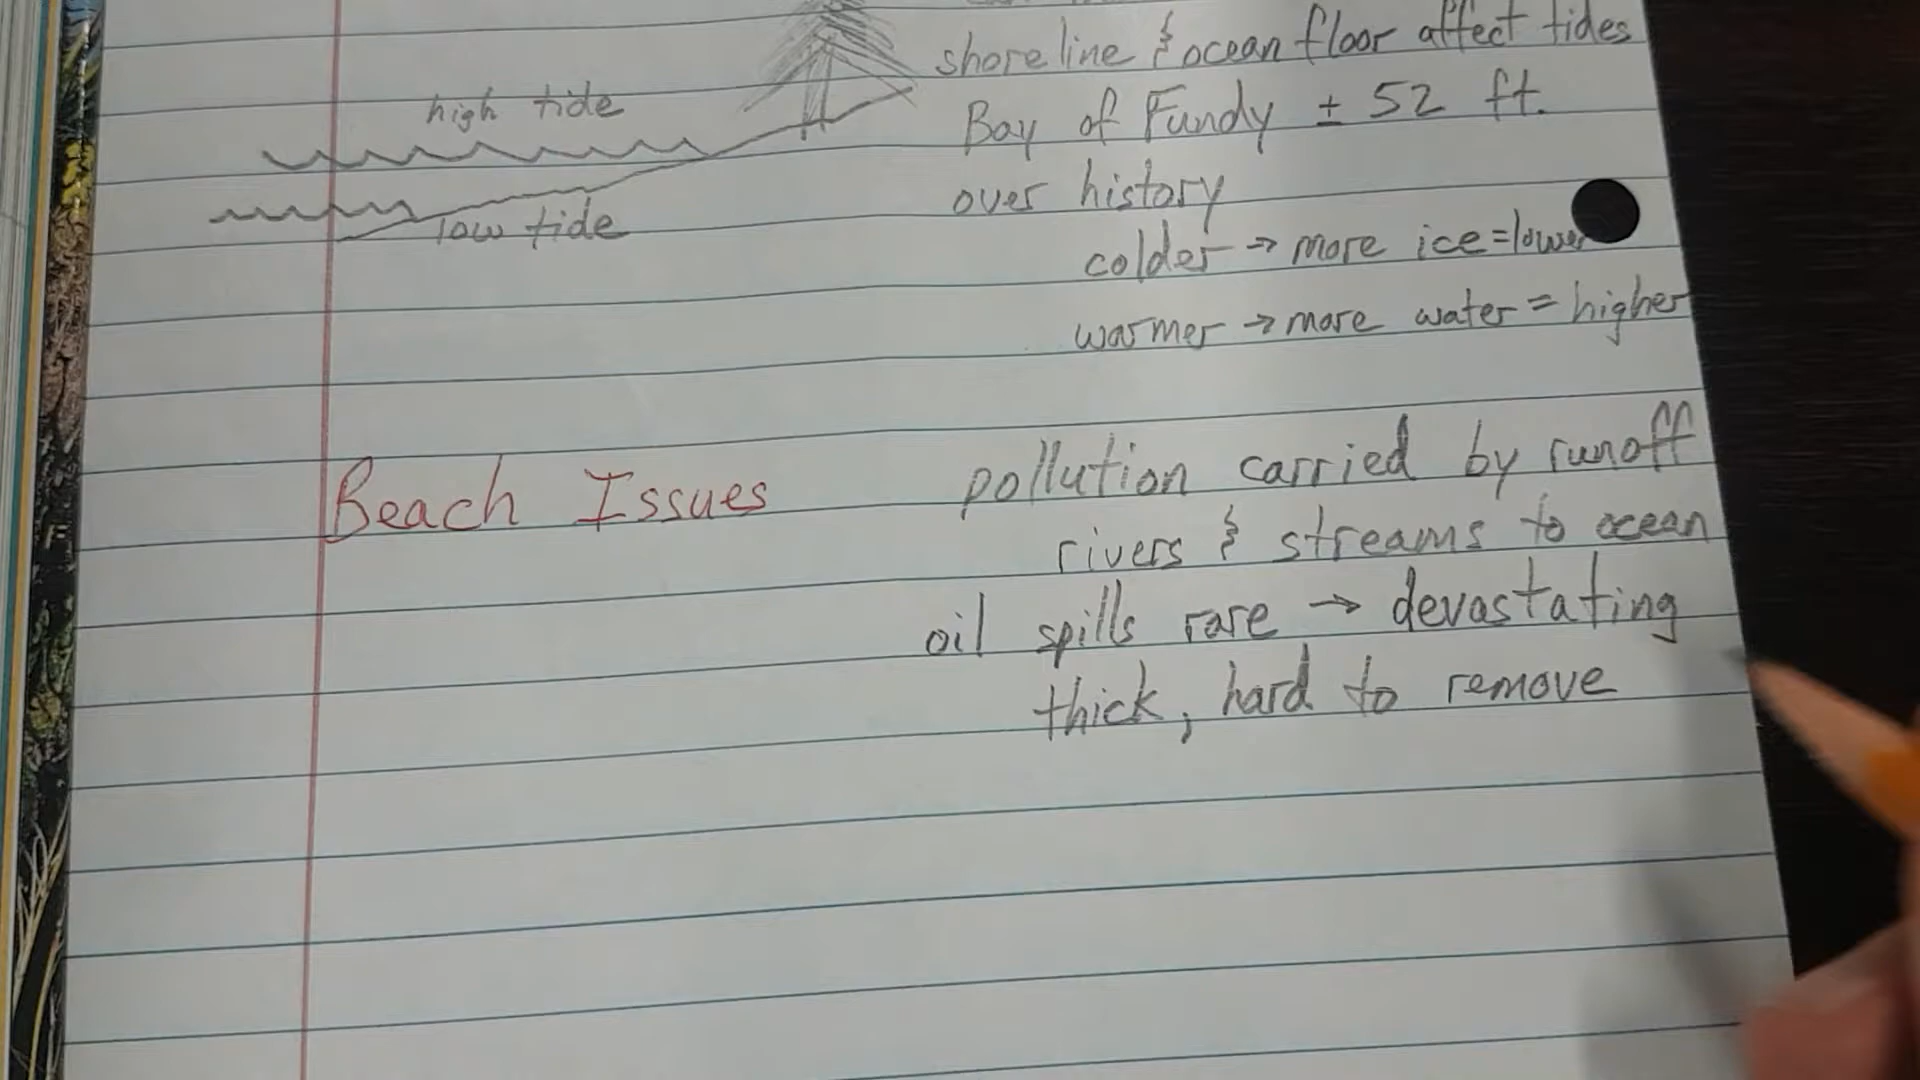 shoreline & ocean floor affect tides
high tide
Bay of Fundy ± 52 ft.
over history
low tide
colder → more ice = lower
warmer → more water = higher
Beach Issues
pollution carried by runoff
rivers & streams to ocean
oil spills rare → devastating
thick, hard to remove